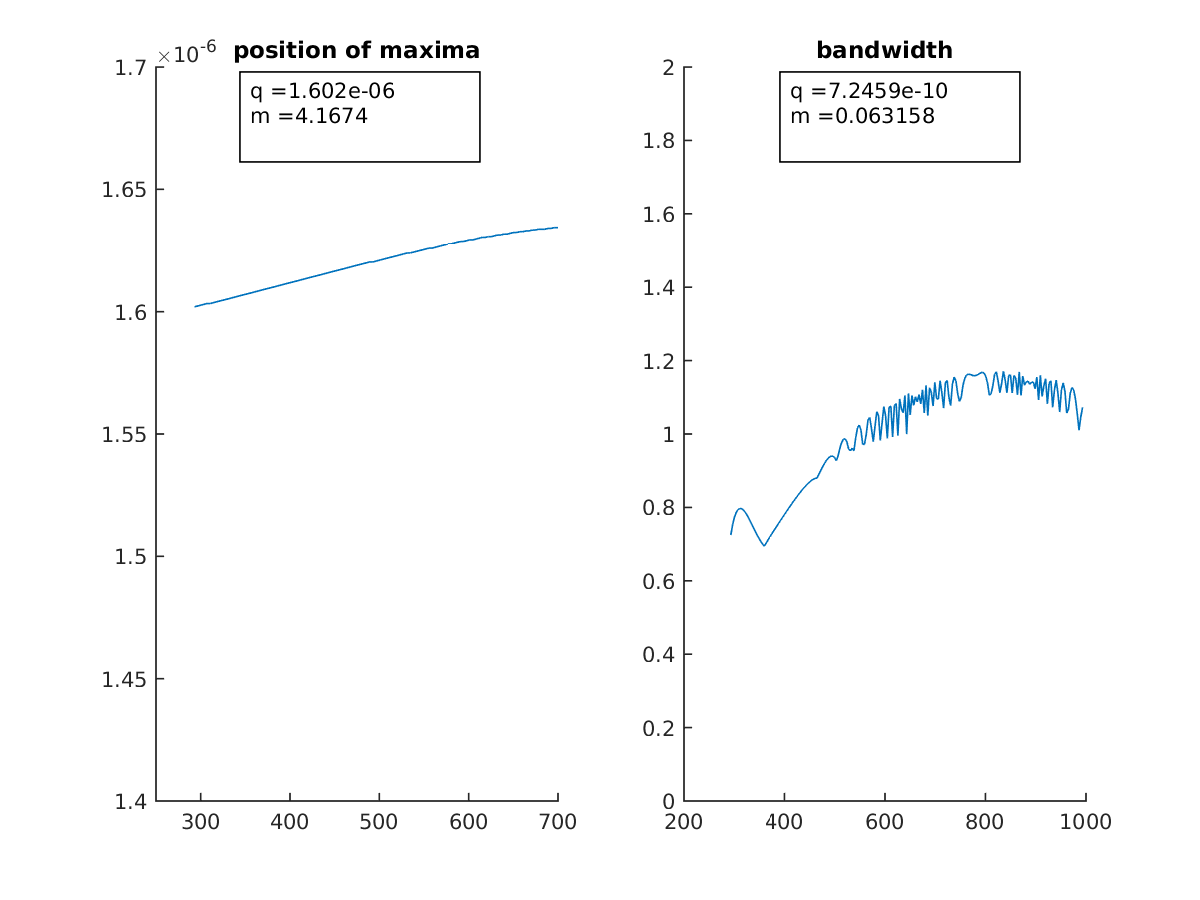 ×10-6
position of maxima
q =1.602e-06
m =4.1674
1.7
1.65
1.6
1.55
1.5
1.45
1.4
300 400 500 600 700
bandwidth
q =7.2459e-10
m =0.063158
2
1.8
1.6
1.4
1.2
1
0.8
0.6
0.4
0.2
0
200 400 600 800 1000